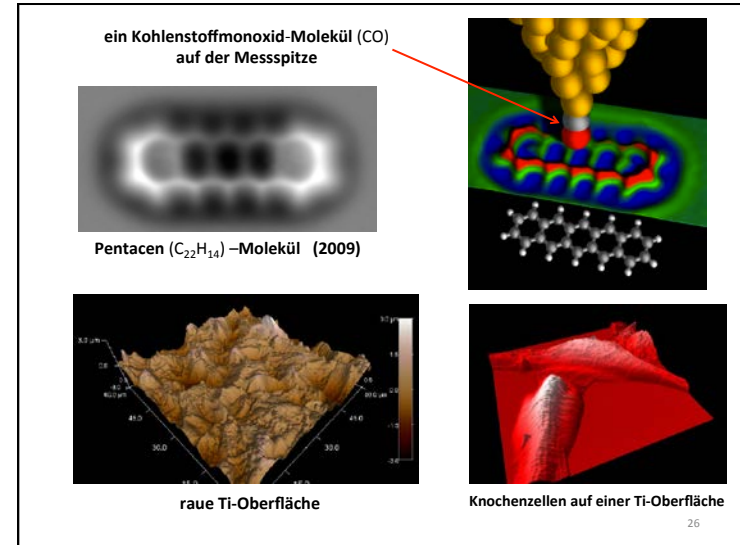 ein Kohlenstoffmonoxid-Molekül (CO)
auf der Messspitze
Pentacen (C₂₂H₁₄) –Molekül (2009)
raue Ti-Oberfläche
Knochenzellen auf einer Ti-Oberfläche
26